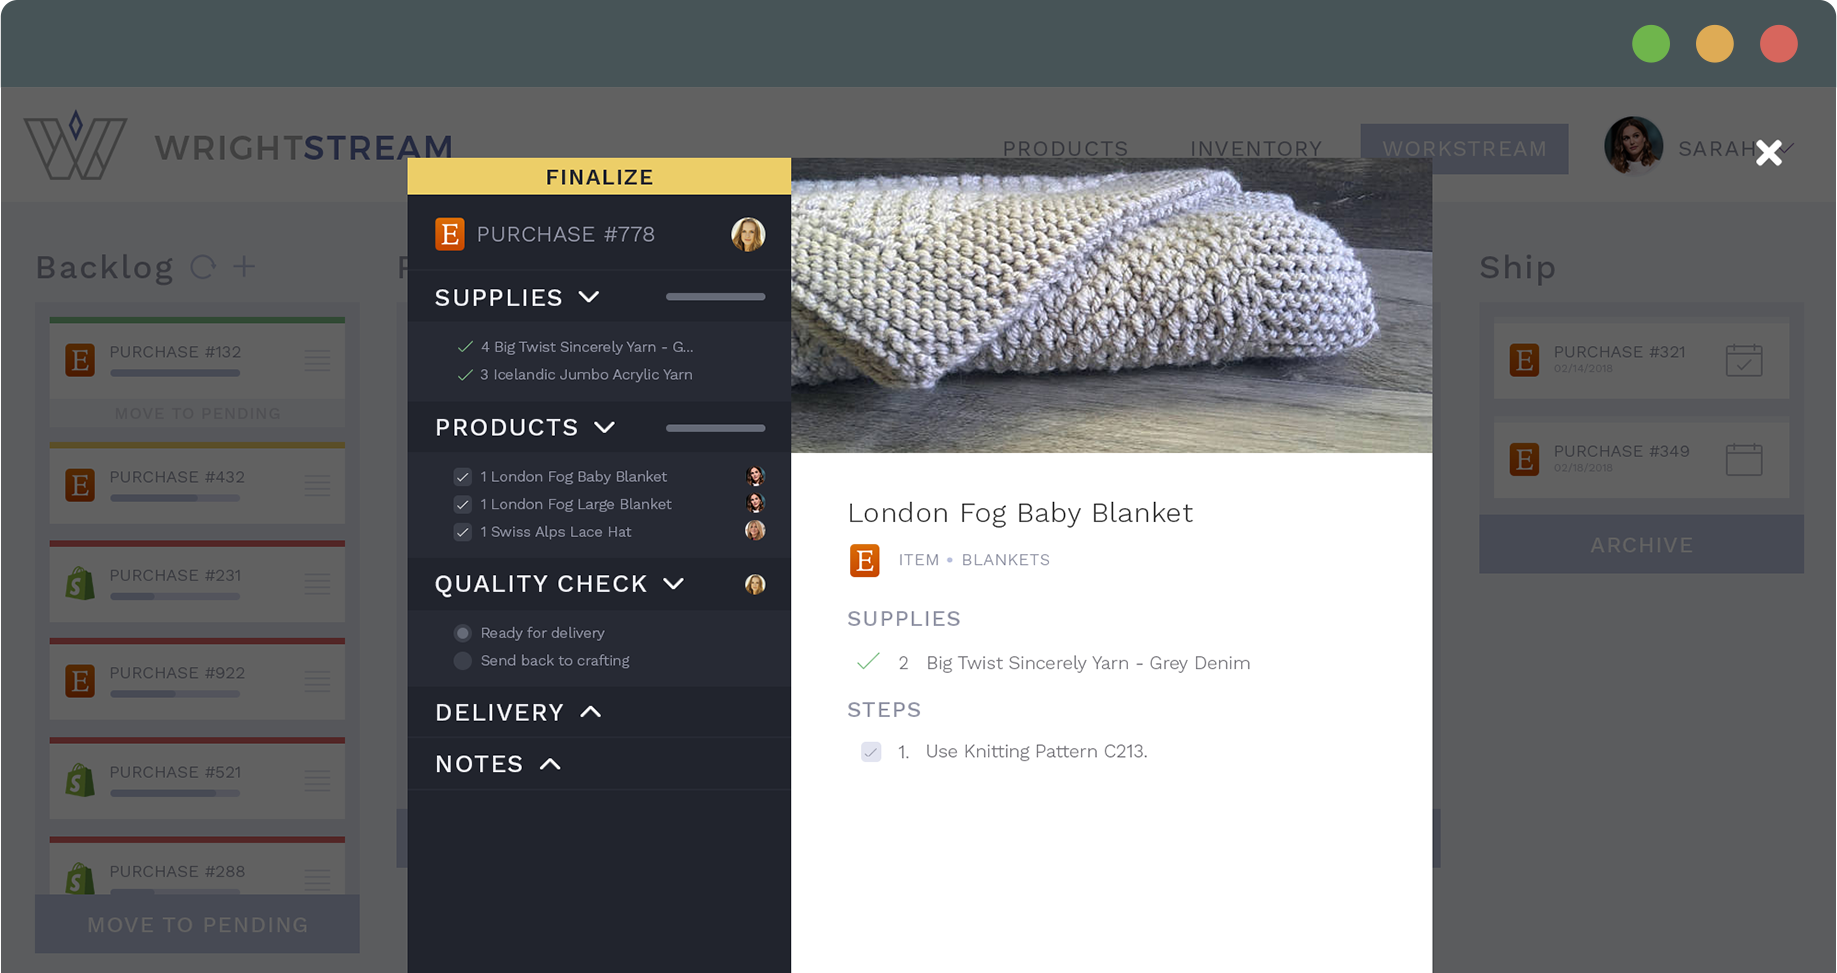 WRIGHTSTREAM
PRODUCTS
INVENTORY
WORKSTREAM
SARAH
Backlog
PURCHASE #132
MOVE TO PENDING
PURCHASE #432
PURCHASE #231
PURCHASE #922
PURCHASE #521
PURCHASE #288
MOVE TO PENDING
FINALIZE
E PURCHASE #778
SUPPLIES
4 Big Twist Sincerely Yarn - G...
3 Icelandic Jumbo Acrylic Yarn
PRODUCTS
1 London Fog Baby Blanket
1 London Fog Large Blanket
1 Swiss Alps Lace Hat
QUALITY CHECK
Ready for delivery
Send back to crafting
DELIVERY
NOTES
London Fog Baby Blanket
E ITEM • BLANKETS
SUPPLIES
2 Big Twist Sincerely Yarn - Grey Denim
STEPS
1. Use Knitting Pattern C213.
Ship
PURCHASE #321
02/14/2018
PURCHASE #349
02/18/2018
ARCHIVE